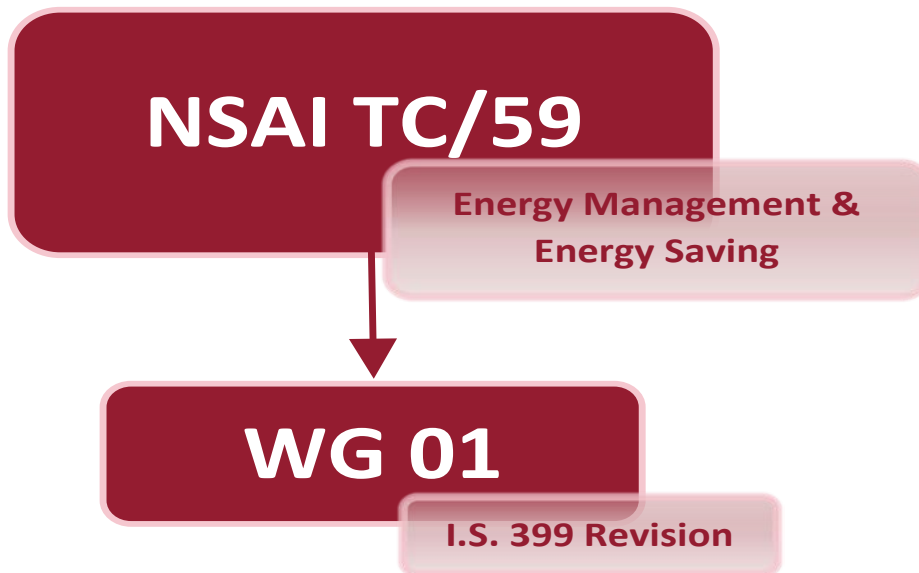 NSAI TC/59
Energy Management &
Energy Saving
WG 01
I.S. 399 Revision